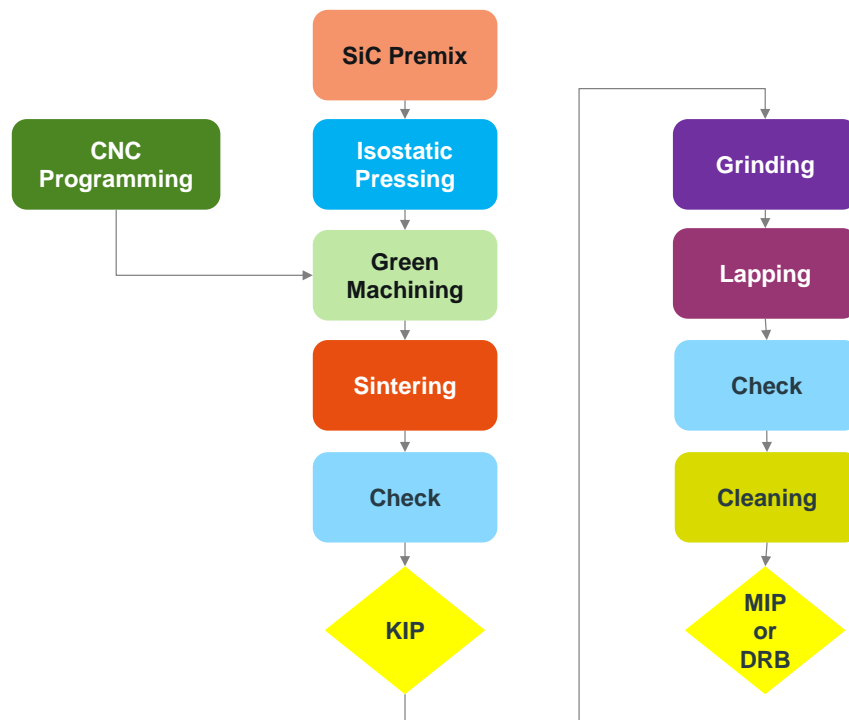 SiC Premix
CNC
Programming
Isostatic
Pressing
Green
Machining
Sintering
Check
KIP
Grinding
Lapping
Check
Cleaning
MIP
or
DRB